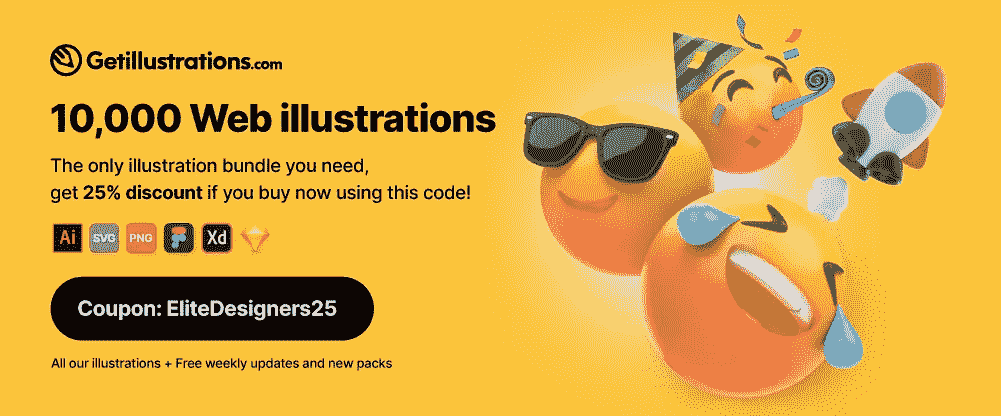 Getillustrations.com
10,000 Web illustrations
The only illustration bundle you need,
get 25% discount if you buy now using this code!
Ai SVG PNG Xd
Coupon: EliteDesigners25
All our illustrations + Free weekly updates and new packs